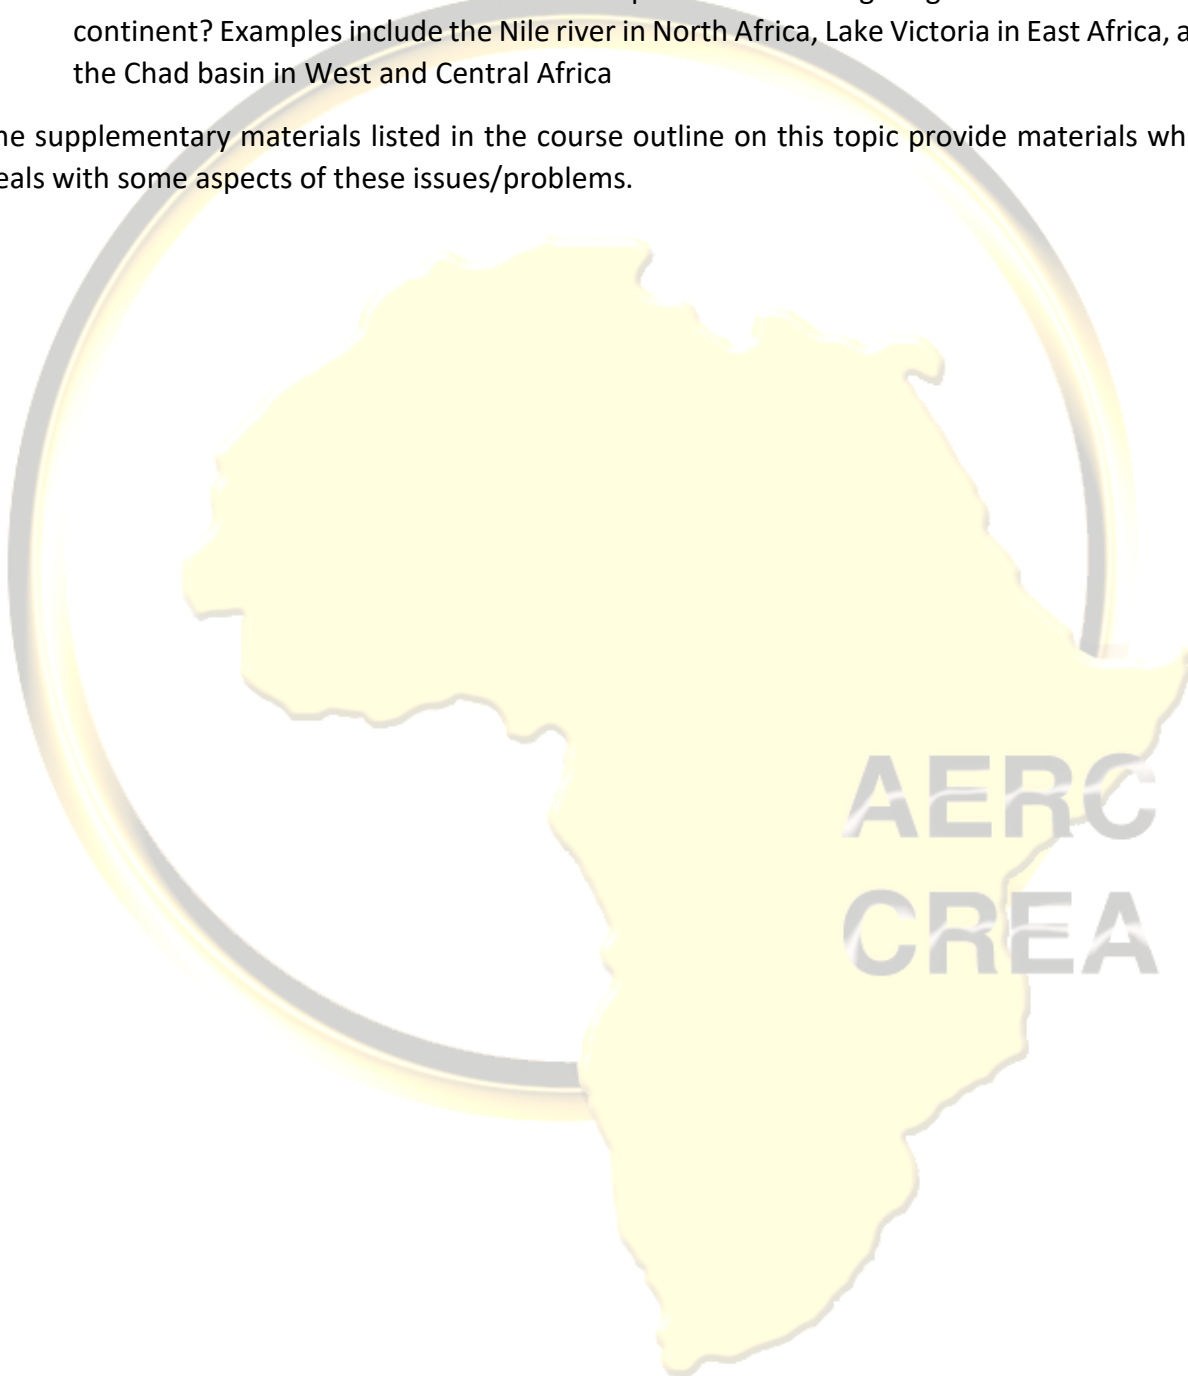 continent? Examples include the Nile river in North Africa, Lake Victoria in East Africa, a
the Chad basin in West and Central Africa
ne supplementary materials listed in the course outline on this topic provide materials wh
eals with some aspects of these issues/problems.
AERC
CREA